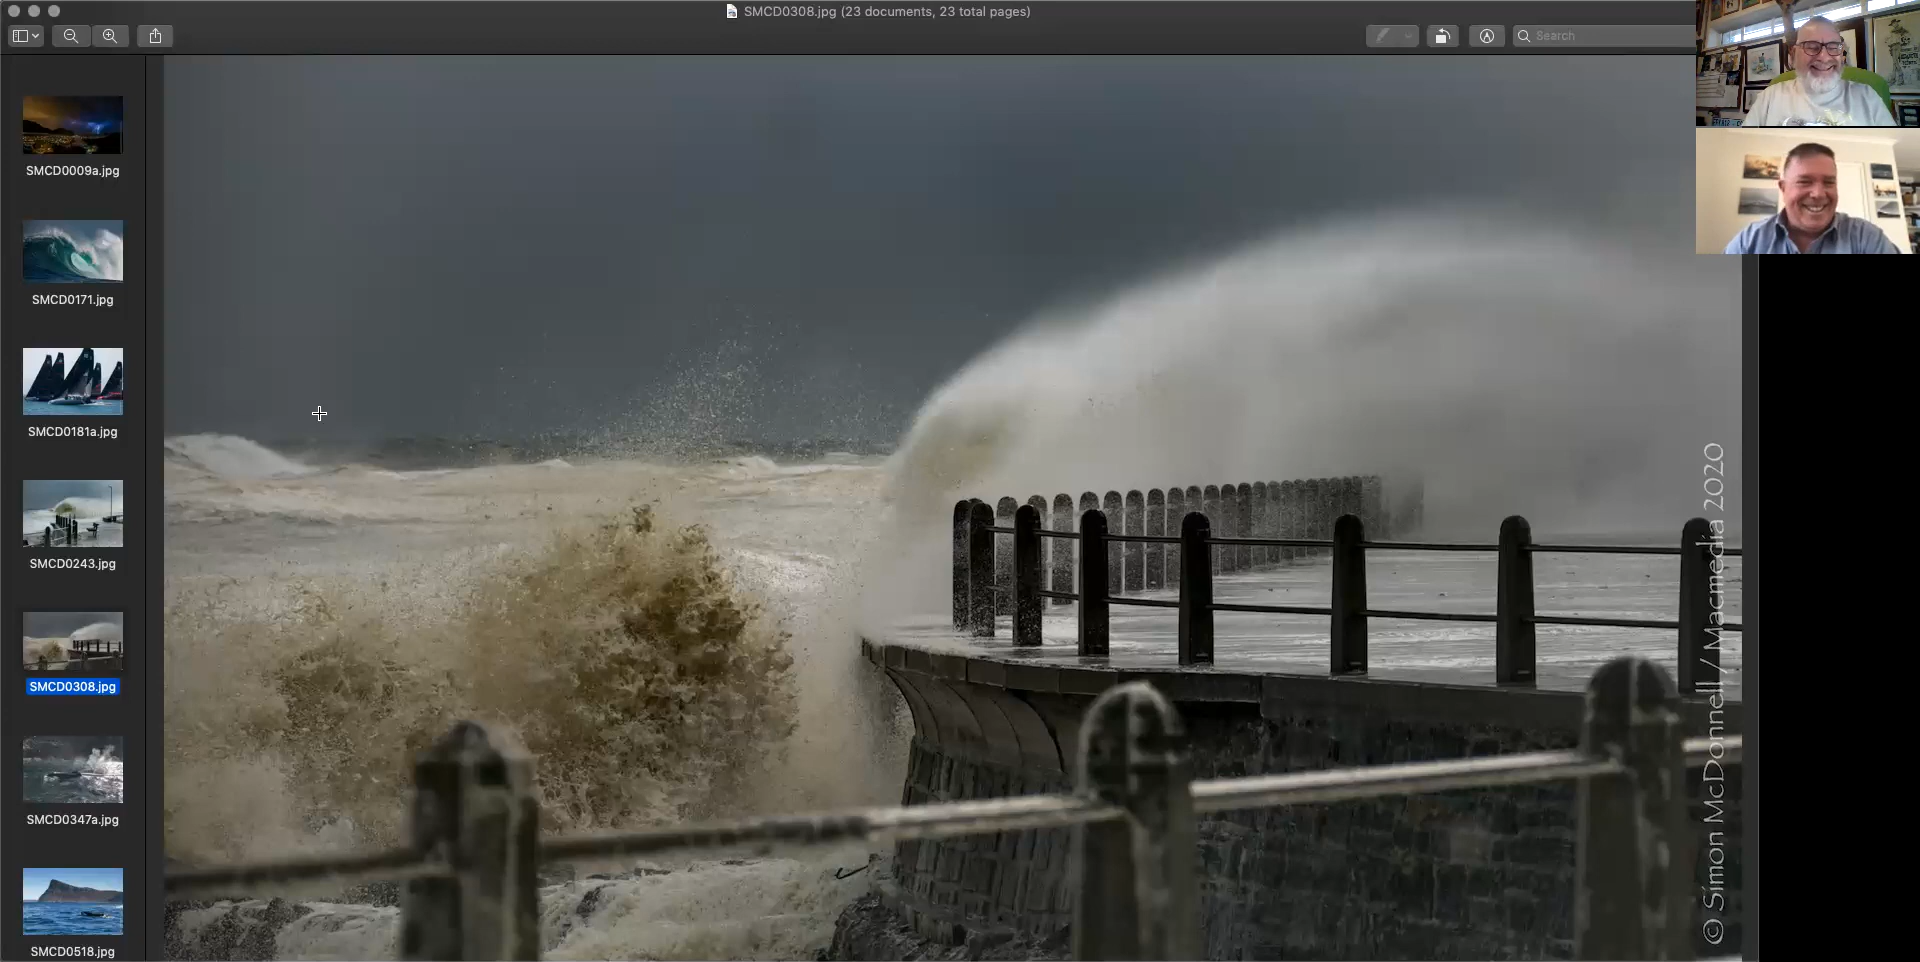 SMCD0308.jpg (23 documents, 23 total pages)
Search
SMCD0009a.jpg
SMCD0171.jpg
SMCD0181a.jpg
SMCD0243.jpg
SMCD0308.jpg
SMCD0347a.jpg
SMCD0518.jpg
© Simon McDonnell / Macmedia 2020